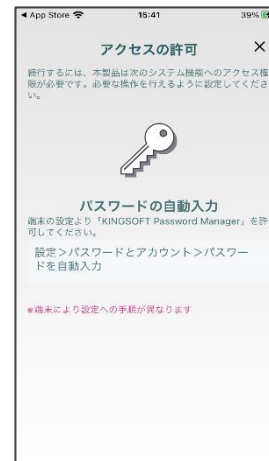 App Store
15:41
39%
アクセスの許可
続行するには、本製品は次のシステム機能へのアクセス権
限が必要です。必要な操作を行えるように設定してくださ
い。
パスワードの自動入力
端末の設定より「KINGSOFT Password Manager」を許
可してください。
設定＞パスワードとアカウント＞パスワー
ドを自動入力
※端末により設定への手順が異なります